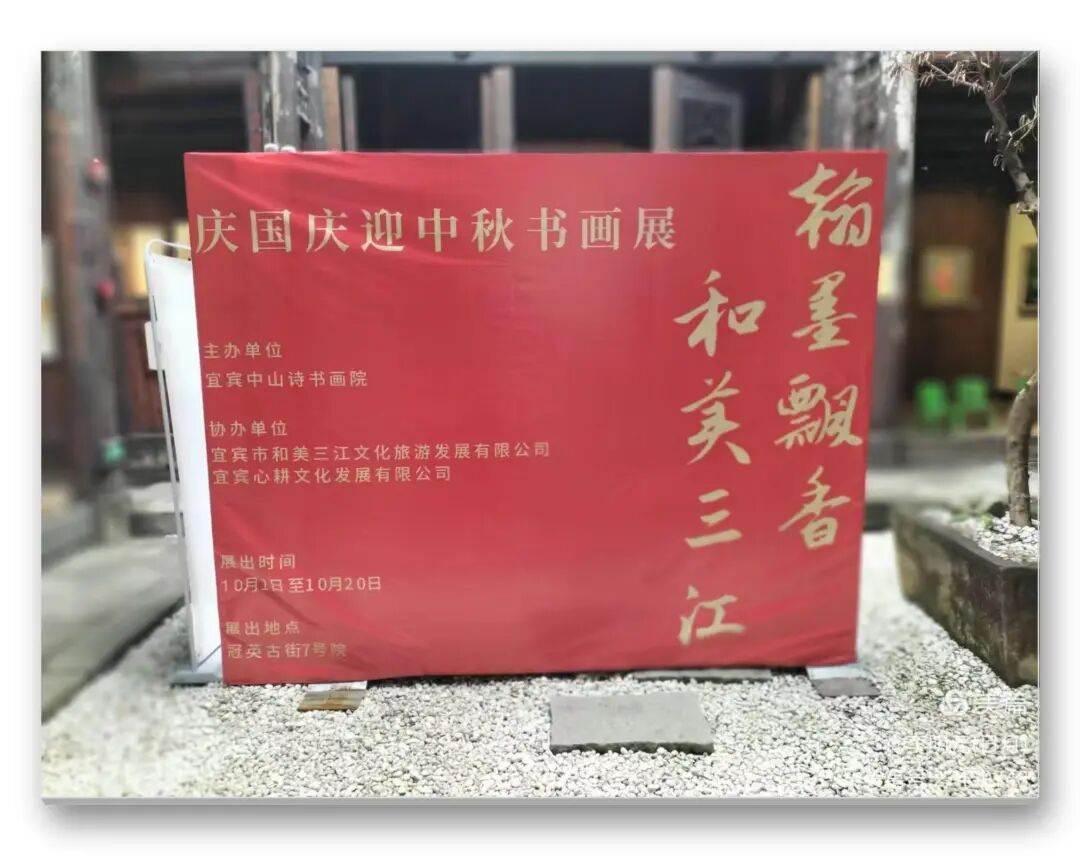 庆国庆迎中秋书画展
翰墨飘香
和美三江
主办单位
宜宾中山诗书画院
协办单位
宜宾市和美三江文化旅游发展有限公司
宜宾心耕文化发展有限公司
展出时间
10月1日至10月20日
展出地点
冠英古街7号院
美篇